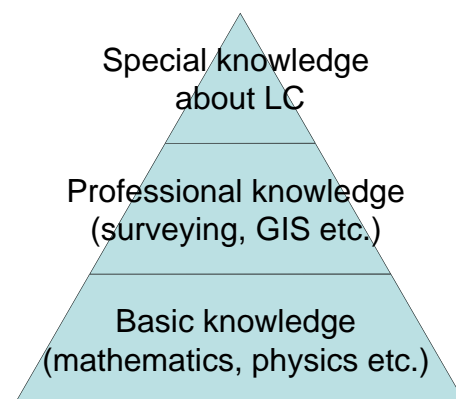 Special knowledge
about LC
Professional knowledge
(surveying, GIS etc.)
Basic knowledge
(mathematics, physics etc.)